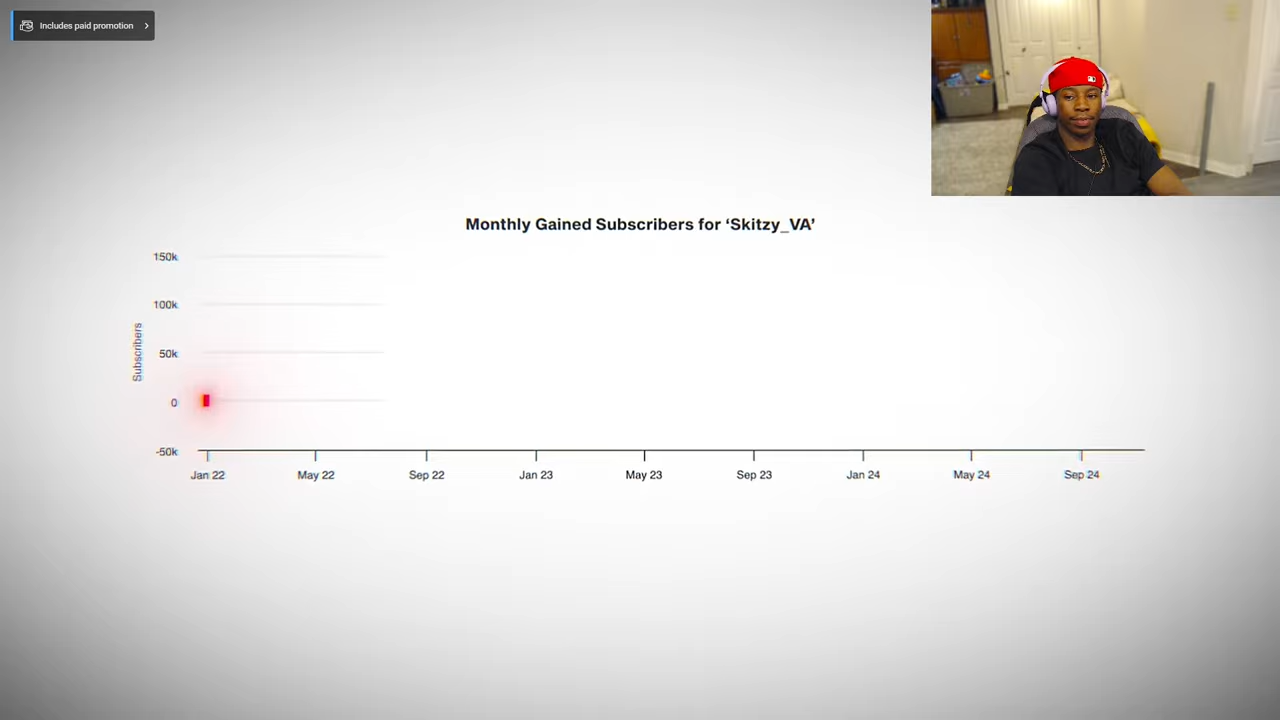 Includes paid promotion
Monthly Gained Subscribers for ‘Skitzy_VA’
150k
100k
50k
0
-50k
Subscribers
Jan 22 May 22 Sep 22 Jan 23 May 23 Sep 23 Jan 24 May 24 Sep 24